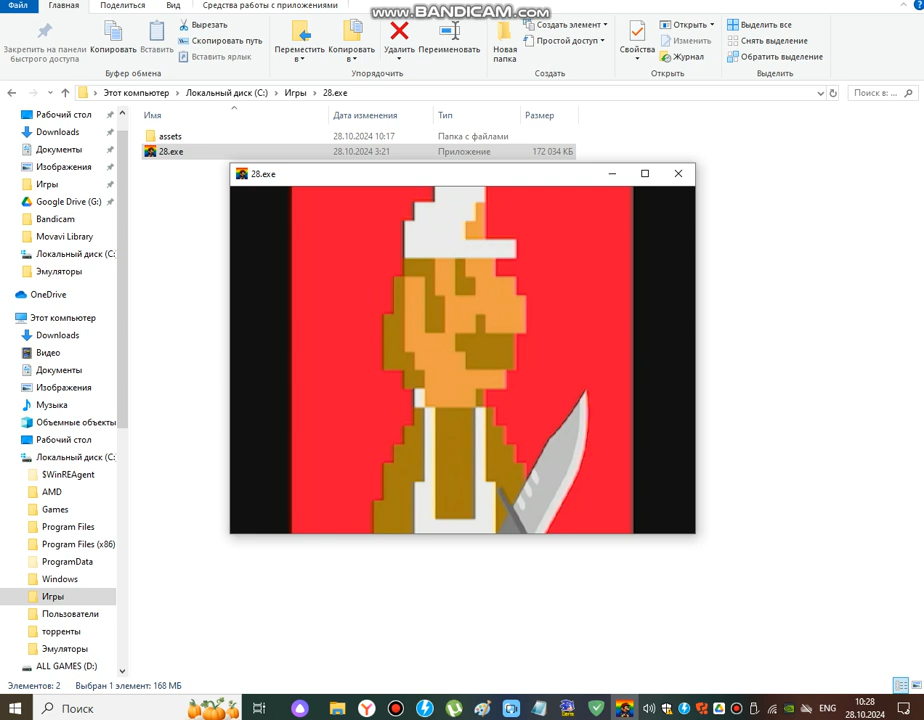 www.BANDICAM.com
Файл Главная Поделиться Вид Средства работы с приложениями
Закрепить на панели быстрого доступа
Копировать
Вставить
Вырезать
Скопировать путь
Вставить ярлык
Буфер обмена
Переместить в
Копировать в
Удалить
Переименовать
Упорядочить
Новая папка
Создать элемент
Простой доступ
Создать
Свойства
Открыть
Изменить
Журнал
Открыть
Выделить все
Снять выделение
Обратить выделение
Выделить
Этот компьютер Локальный диск (C:) Игры 28.exe
Поиск в: ...
Имя Дата изменения Тип Размер
assets 28.10.2024 10:17 Папка с файлами
28.exe 28.10.2024 3:21 Приложение 172 034 КБ
28.exe
Рабочий стол
Downloads
Документы
Изображения
Игры
Google Drive (G:)
Bandicam
Movavi Library
Локальный диск (C:
Эмуляторы
OneDrive
Этот компьютер
Downloads
Видео
Документы
Изображения
Музыка
Объемные объекты
Рабочий стол
Локальный диск (C:
$WinREAgent
AMD
Games
Program Files
Program Files (x86)
ProgramData
Windows
Игры
Пользователи
торренты
Эмуляторы
ALL GAMES (D:)
Элементов: 2 Выбран 1 элемент: 168 МБ
Поиск
ENG
10:28
28.10.2024